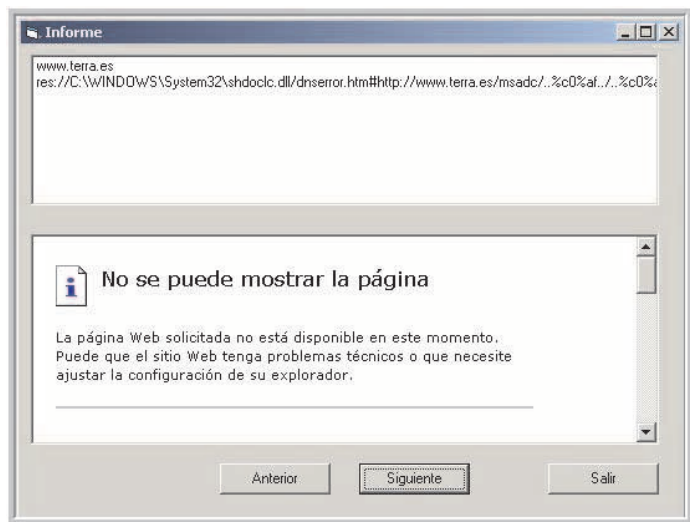 Informe
www.terra.es
res://C:\WINDOWS\System32\shdoclc.dll/dnserror.htm#http://www.terra.es/msadc/..%c0%af../..%c0%
No se puede mostrar la página
La página Web solicitada no está disponible en este momento.
Puede que el sitio Web tenga problemas técnicos o que necesite
ajustar la configuración de su explorador.
Anterior
Siguiente
Salir